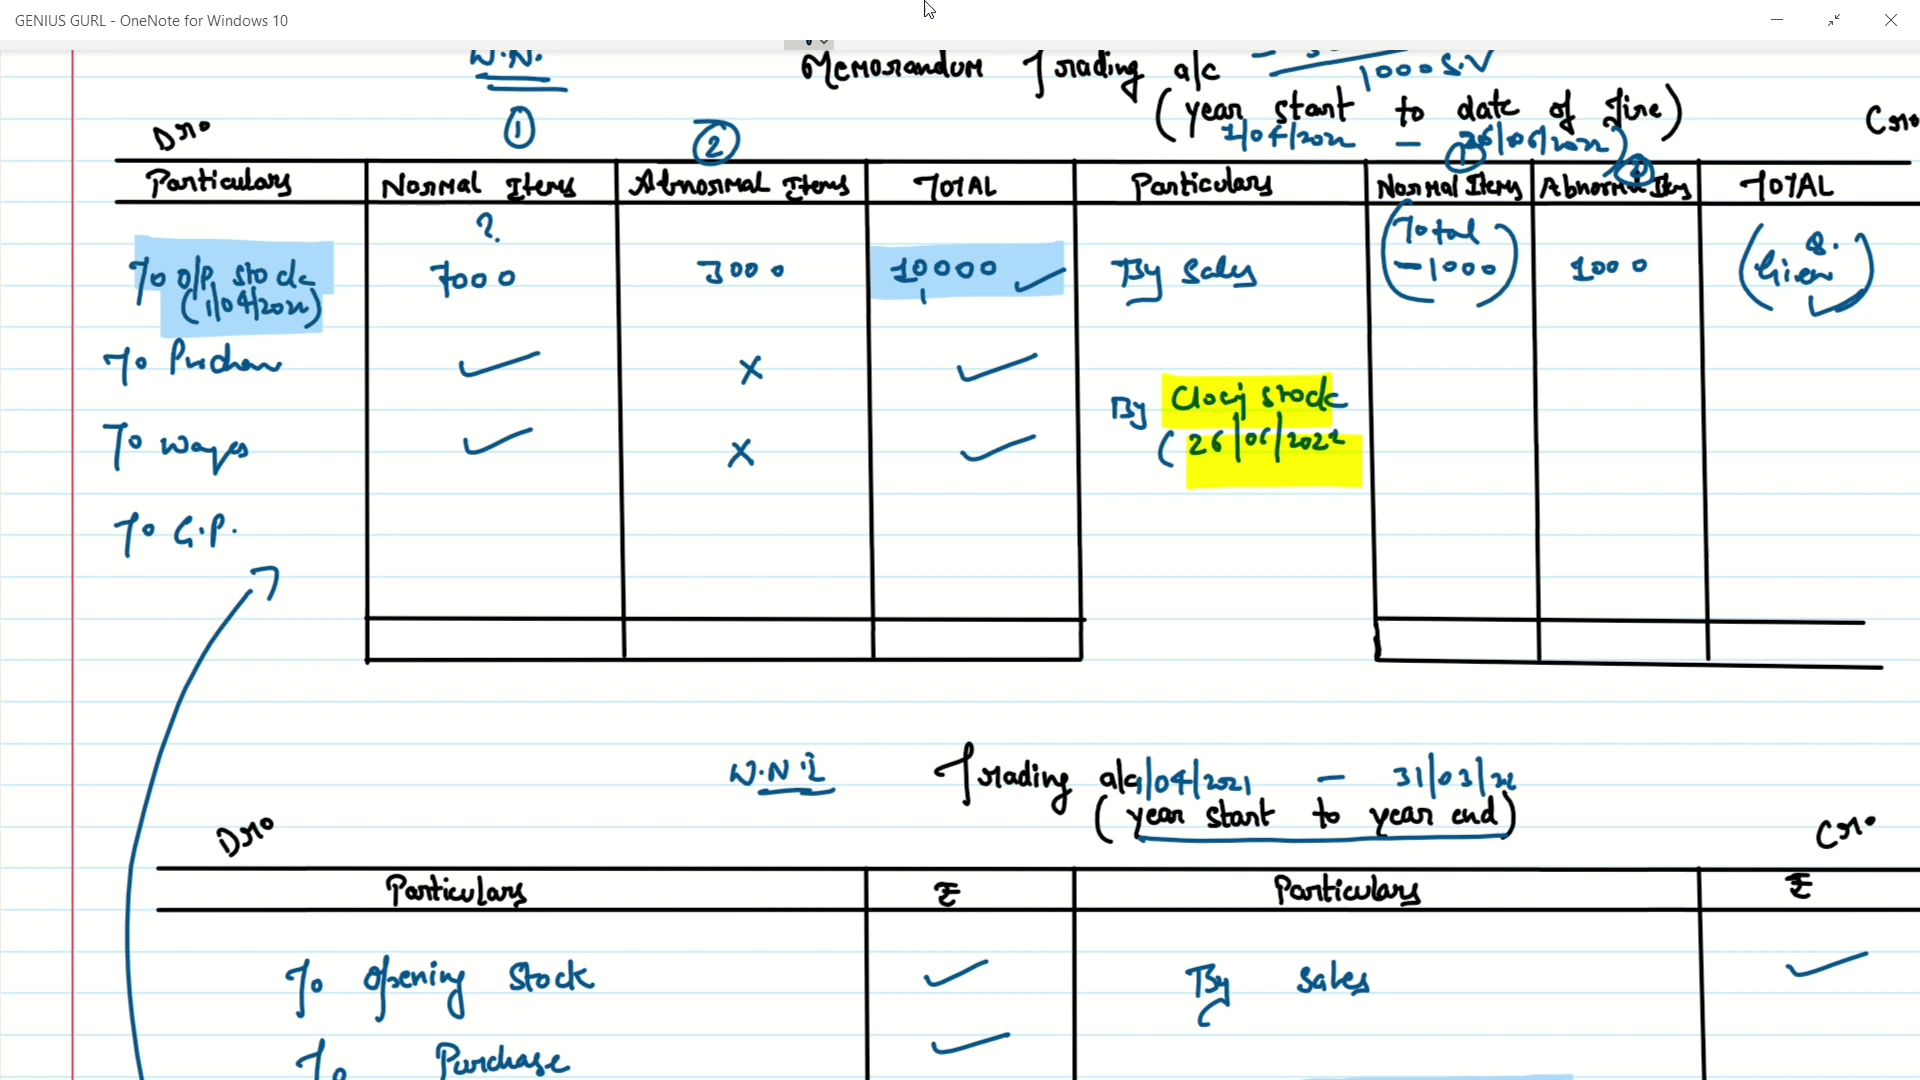 GENIUS GURL - OneNote for Windows 10
W.N.
Memorandum Trading a/c
1000 S.V
(year start to date of fire)
1/04/2022 - 26/06/2022)
Dr.
①
②
Cr.
① ②
Particulars Normal Items Abnormal Items TOTAL Particulars Normal Items Abnormal Items TOTAL
?
To o/p stock 7000 3000 10000 ✓ By Sales (Total - 1000) 1000 (Q. Given) ✓
(1/04/2022)
To Purchase ✓ × ✓
By Closing stock
To Wages ✓ × ✓
(26/06/2022
To G.P.
W.N.1 Trading a/c 1/04/2021 - 31/03/22
(year start to year end)
Dr. Cr.
Particulars ₹ Particulars ₹
To Opening Stock ✓ By Sales ✓
To Purchase ✓